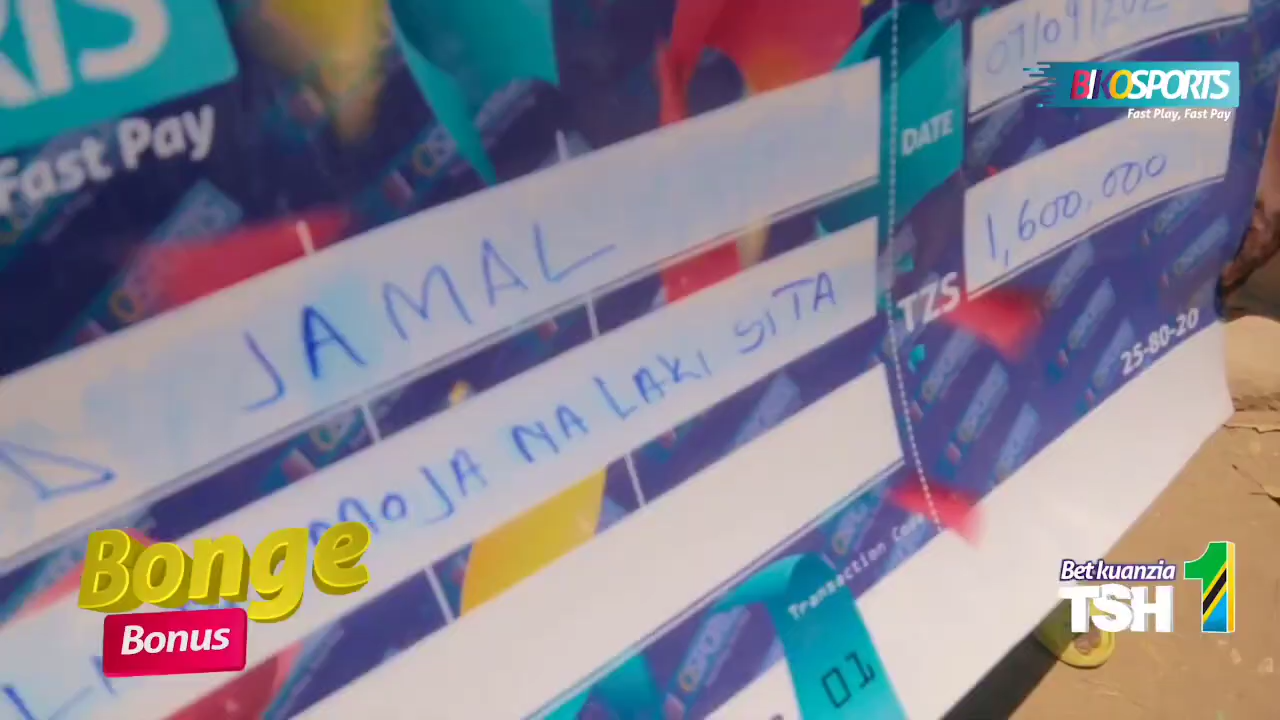 RIS
Fast Pay
07/09/202
BIKOSPORTS
Fast Play, Fast Pay
DATE
D JAMAL
1,600,000
TZS
MOJA NA LAKI SITA
25-80-20
Transaction Code
01
Bonge
Bonus
Bet kuanzia
TSH 1